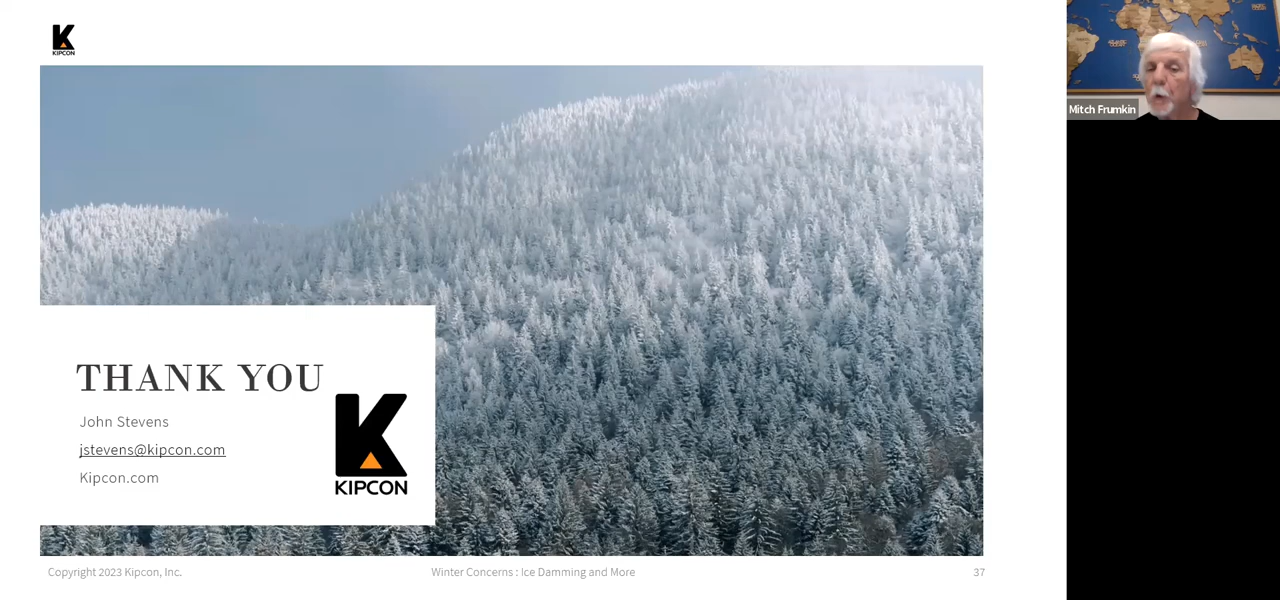 KIPCON
THANK YOU
John Stevens
jstevens@kipcon.com
Kipcon.com
KIPCON
Copyright 2023 Kipcon, Inc.
Winter Concerns : Ice Damming and More
37
Mitch Frumkin